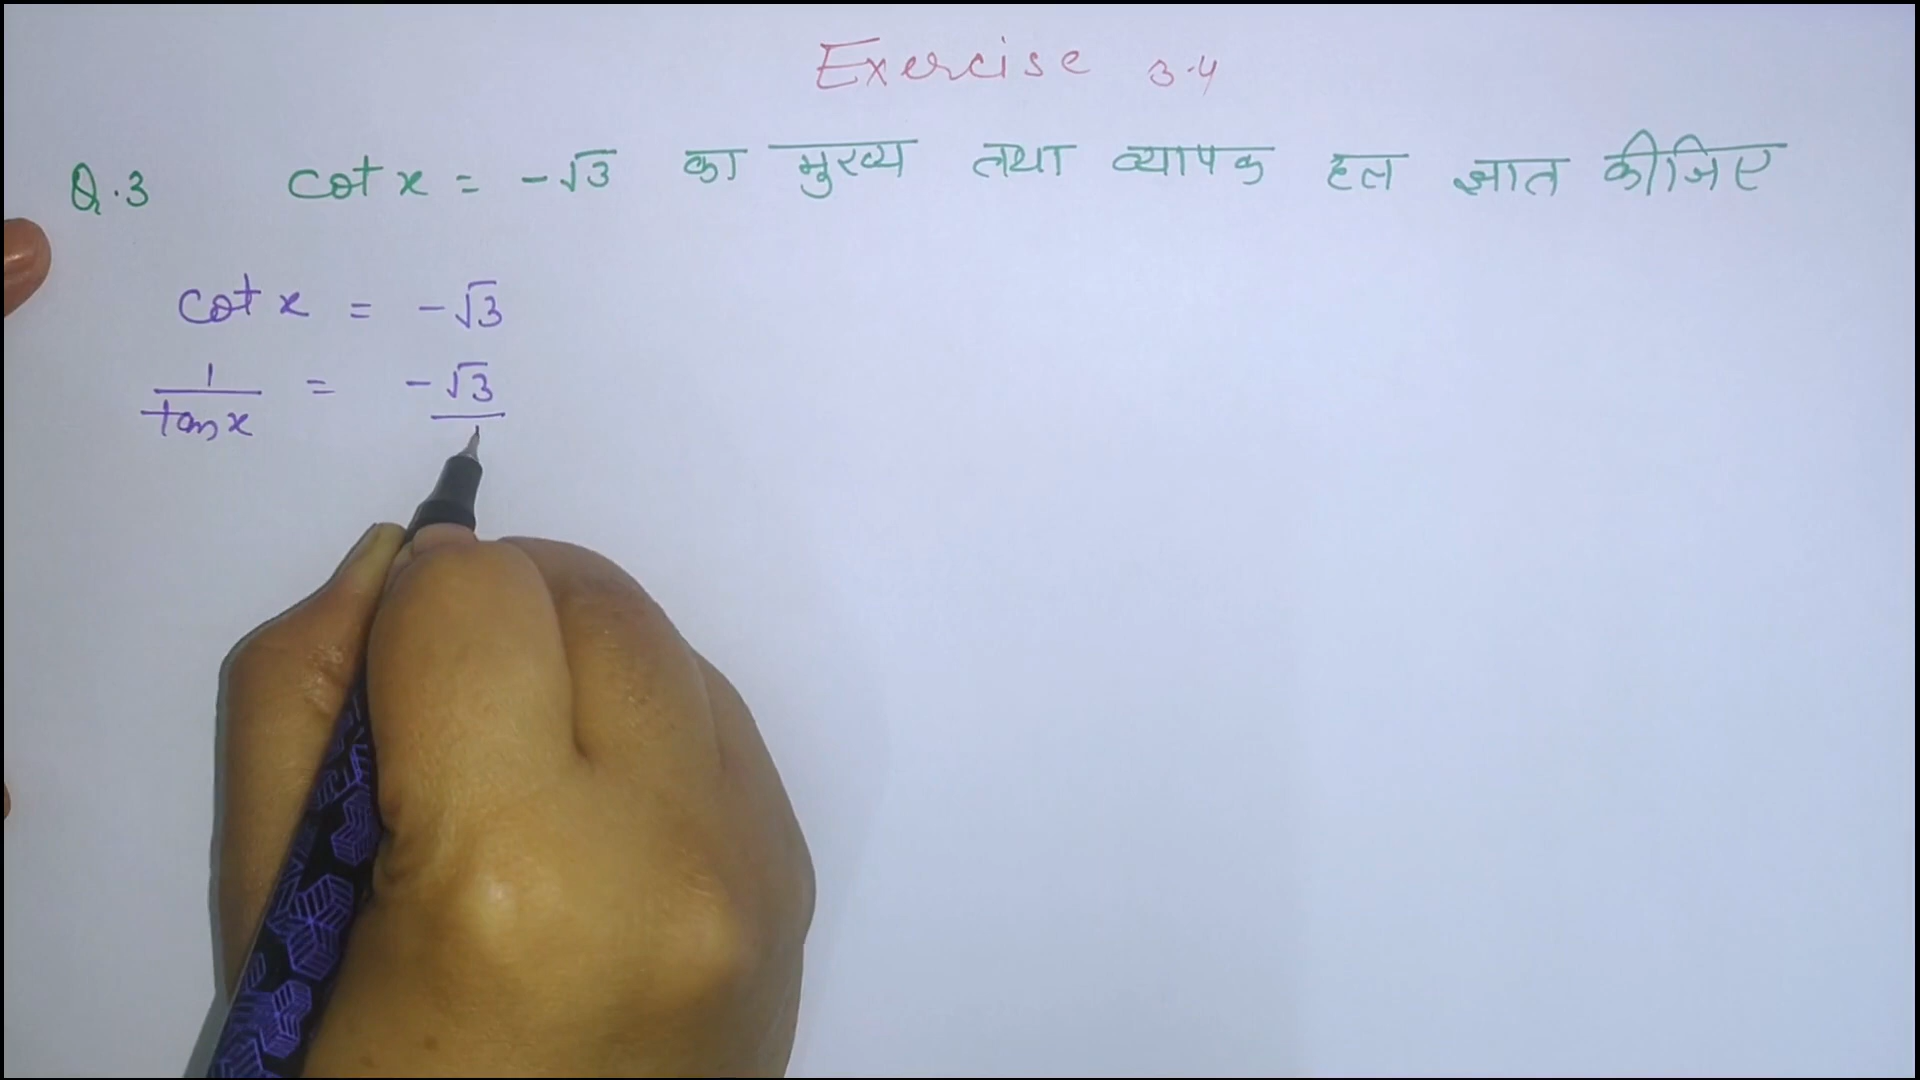 Exercise 3.4
Q.3 cot x = -√3 का मुख्य तथा व्यापक हल ज्ञात कीजिए
cot x = -√3
1/tan x = -√3/1